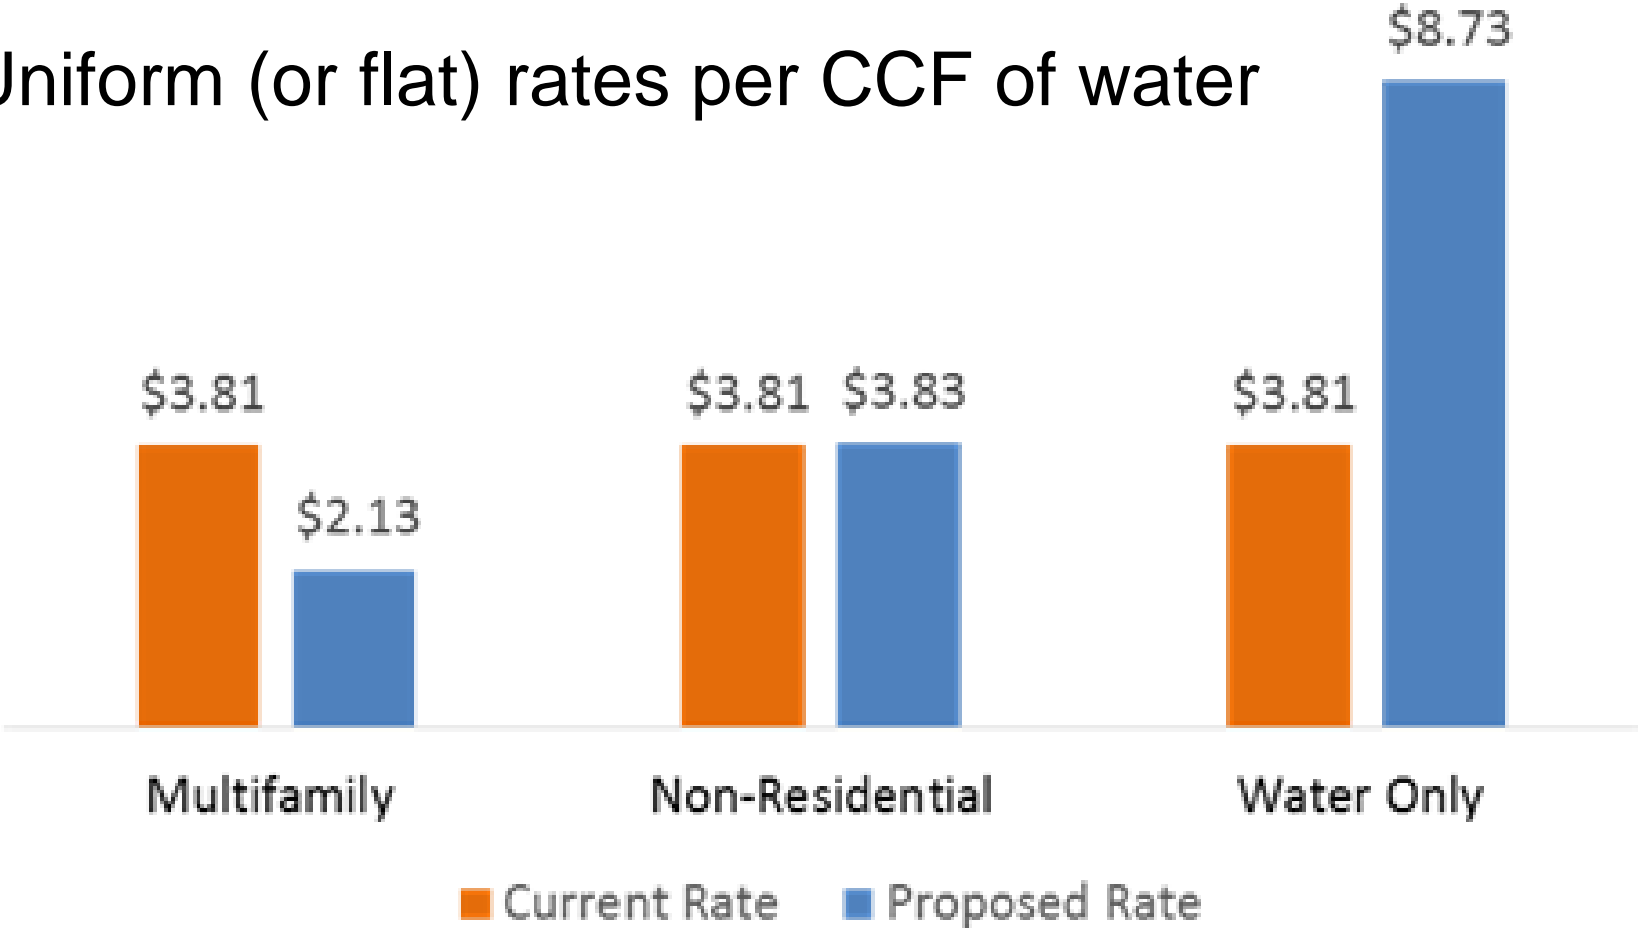 $8.73
Uniform (or flat) rates per CCF of water
$3.81 $3.81 $3.83 $3.81
$2.13
Multifamily Non-Residential Water Only
Current Rate Proposed Rate